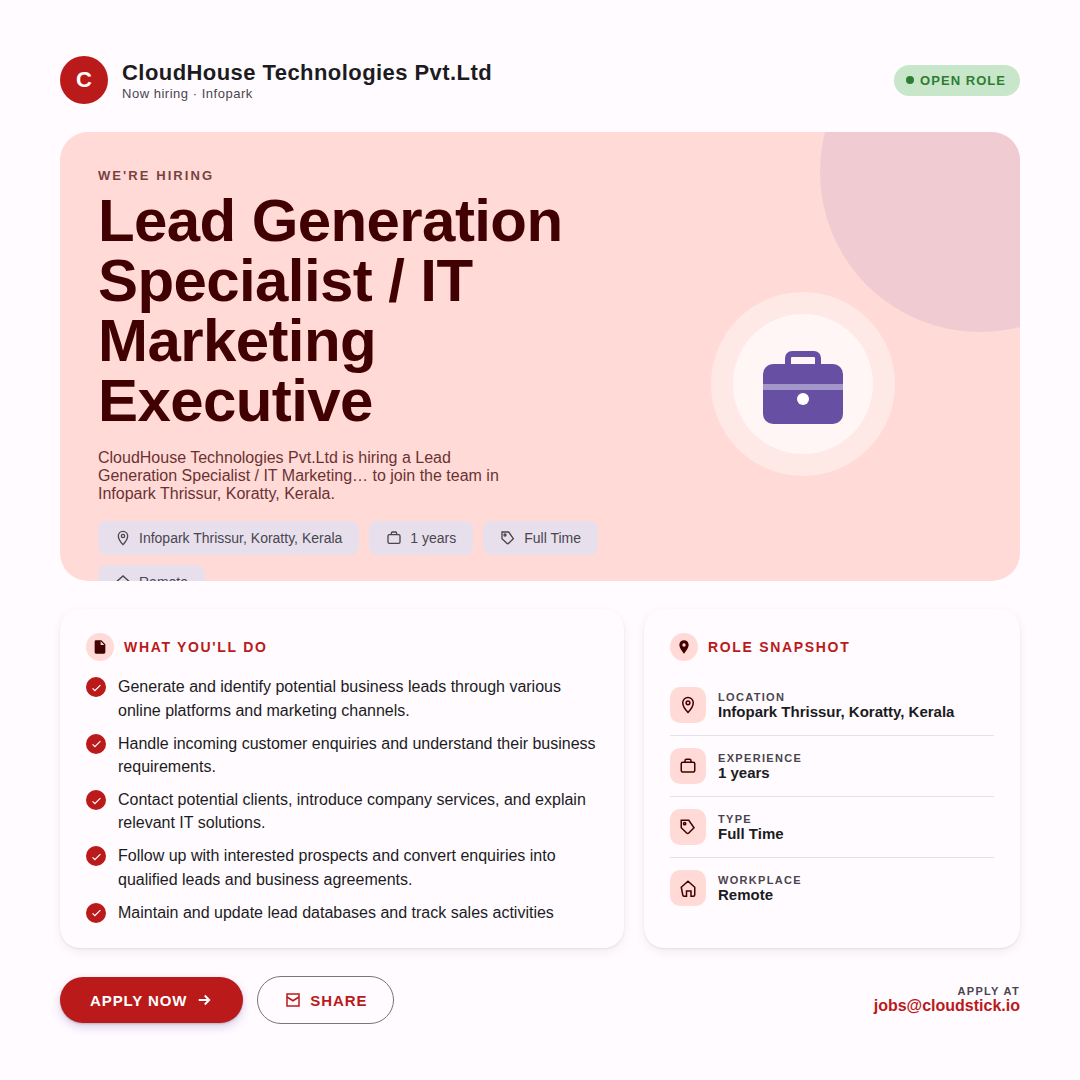 C
CloudHouse Technologies Pvt.Ltd
Now hiring · Infopark
OPEN ROLE
WE'RE HIRING
Lead Generation
Specialist / IT
Marketing
Executive
CloudHouse Technologies Pvt.Ltd is hiring a Lead
Generation Specialist / IT Marketing… to join the team in
Infopark Thrissur, Koratty, Kerala.
Infopark Thrissur, Koratty, Kerala
1 years
Full Time
Remote
WHAT YOU'LL DO
Generate and identify potential business leads through various
online platforms and marketing channels.
Handle incoming customer enquiries and understand their business
requirements.
Contact potential clients, introduce company services, and explain
relevant IT solutions.
Follow up with interested prospects and convert enquiries into
qualified leads and business agreements.
Maintain and update lead databases and track sales activities
ROLE SNAPSHOT
LOCATION
Infopark Thrissur, Koratty, Kerala
EXPERIENCE
1 years
TYPE
Full Time
WORKPLACE
Remote
APPLY NOW
SHARE
APPLY AT
jobs@cloudstick.io